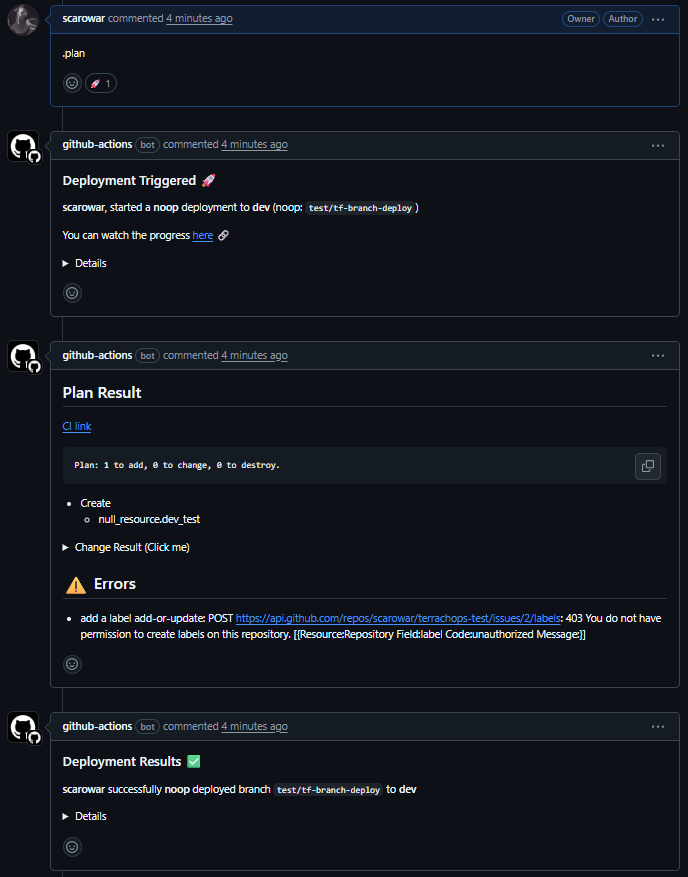 scarowar commented 4 minutes ago Owner Author
.plan
1
github-actions bot commented 4 minutes ago
Deployment Triggered 🚀
scarowar, started a noop deployment to dev (noop: test/tf-branch-deploy )
You can watch the progress here 🔗
Details
github-actions bot commented 4 minutes ago
Plan Result
CI link
Plan: 1 to add, 0 to change, 0 to destroy.
Create
null_resource.dev_test
Change Result (Click me)
⚠️ Errors
add a label add-or-update: POST https://api.github.com/repos/scarowar/terrachops-test/issues/2/labels: 403 You do not have
permission to create labels on this repository. [{Resource:Repository Field:label Code:unauthorized Message:}]
github-actions bot commented 4 minutes ago
Deployment Results ✅
scarowar successfully noop deployed branch test/tf-branch-deploy to dev
Details